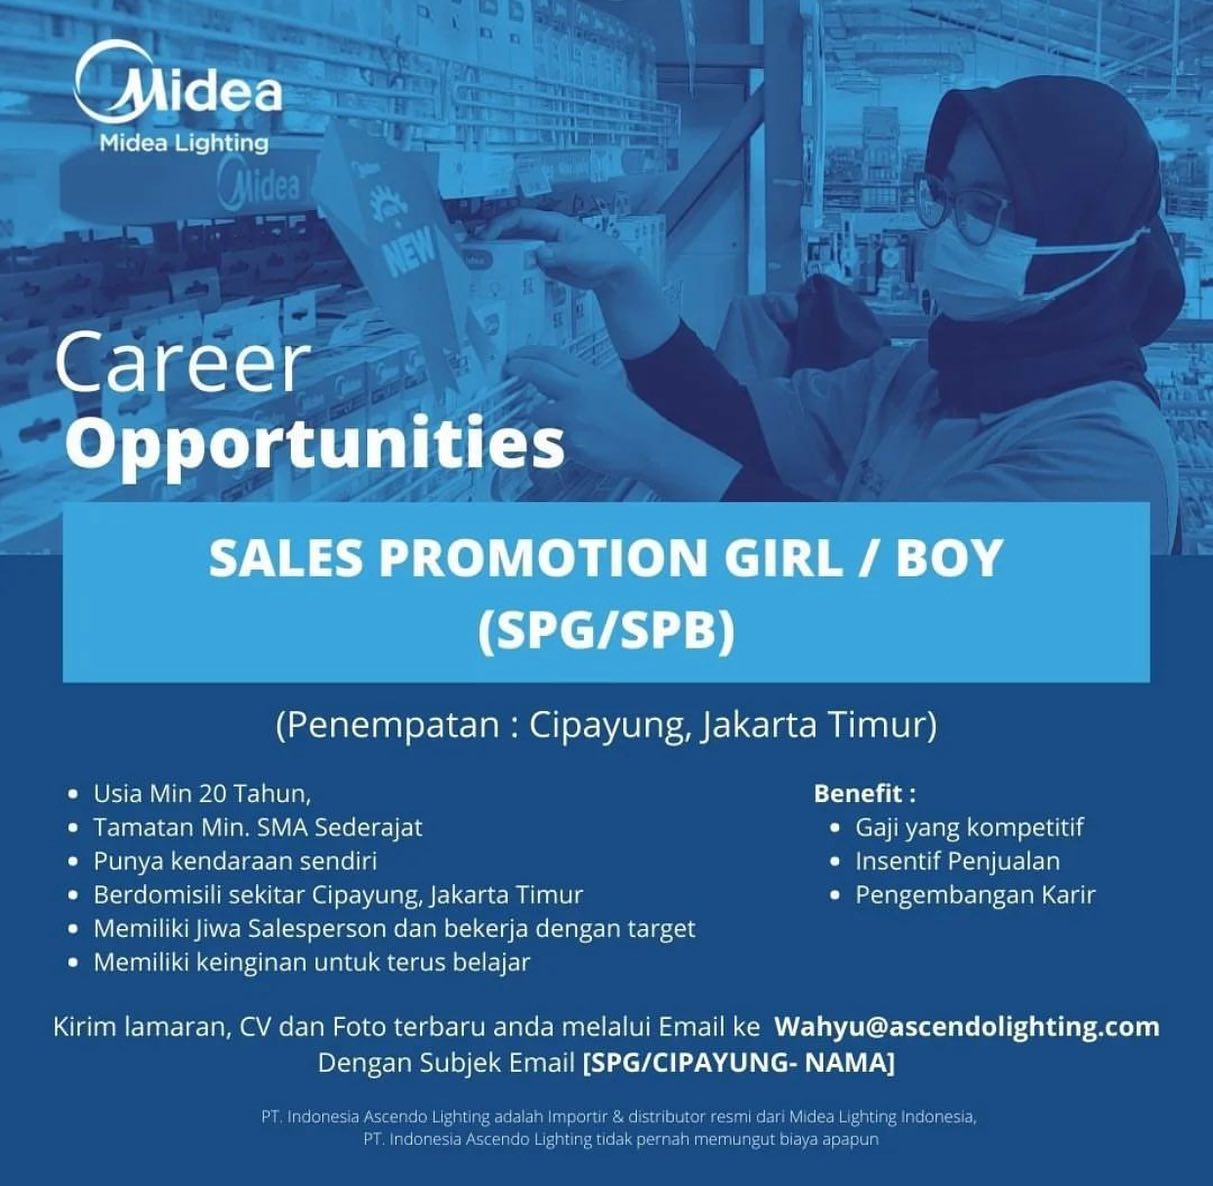 Midea
Midea Lighting
Midea
NEW
Career
Opportunities
SALES PROMOTION GIRL / BOY
(SPG/SPB)
(Penempatan : Cipayung, Jakarta Timur)
• Usia Min 20 Tahun,
• Tamatan Min. SMA Sederajat
• Punya kendaraan sendiri
• Berdomisili sekitar Cipayung, Jakarta Timur
• Memiliki Jiwa Salesperson dan bekerja dengan target
• Memiliki keinginan untuk terus belajar
Benefit :
• Gaji yang kompetitif
• Insentif Penjualan
• Pengembangan Karir
Kirim lamaran, CV dan Foto terbaru anda melalui Email ke Wahyu@ascendolighting.com
Dengan Subjek Email [SPG/CIPAYUNG- NAMA]
PT. Indonesia Ascendo Lighting adalah Importir & distributor resmi dari Midea Lighting Indonesia,
PT. Indonesia Ascendo Lighting tidak pernah memungut biaya apapun